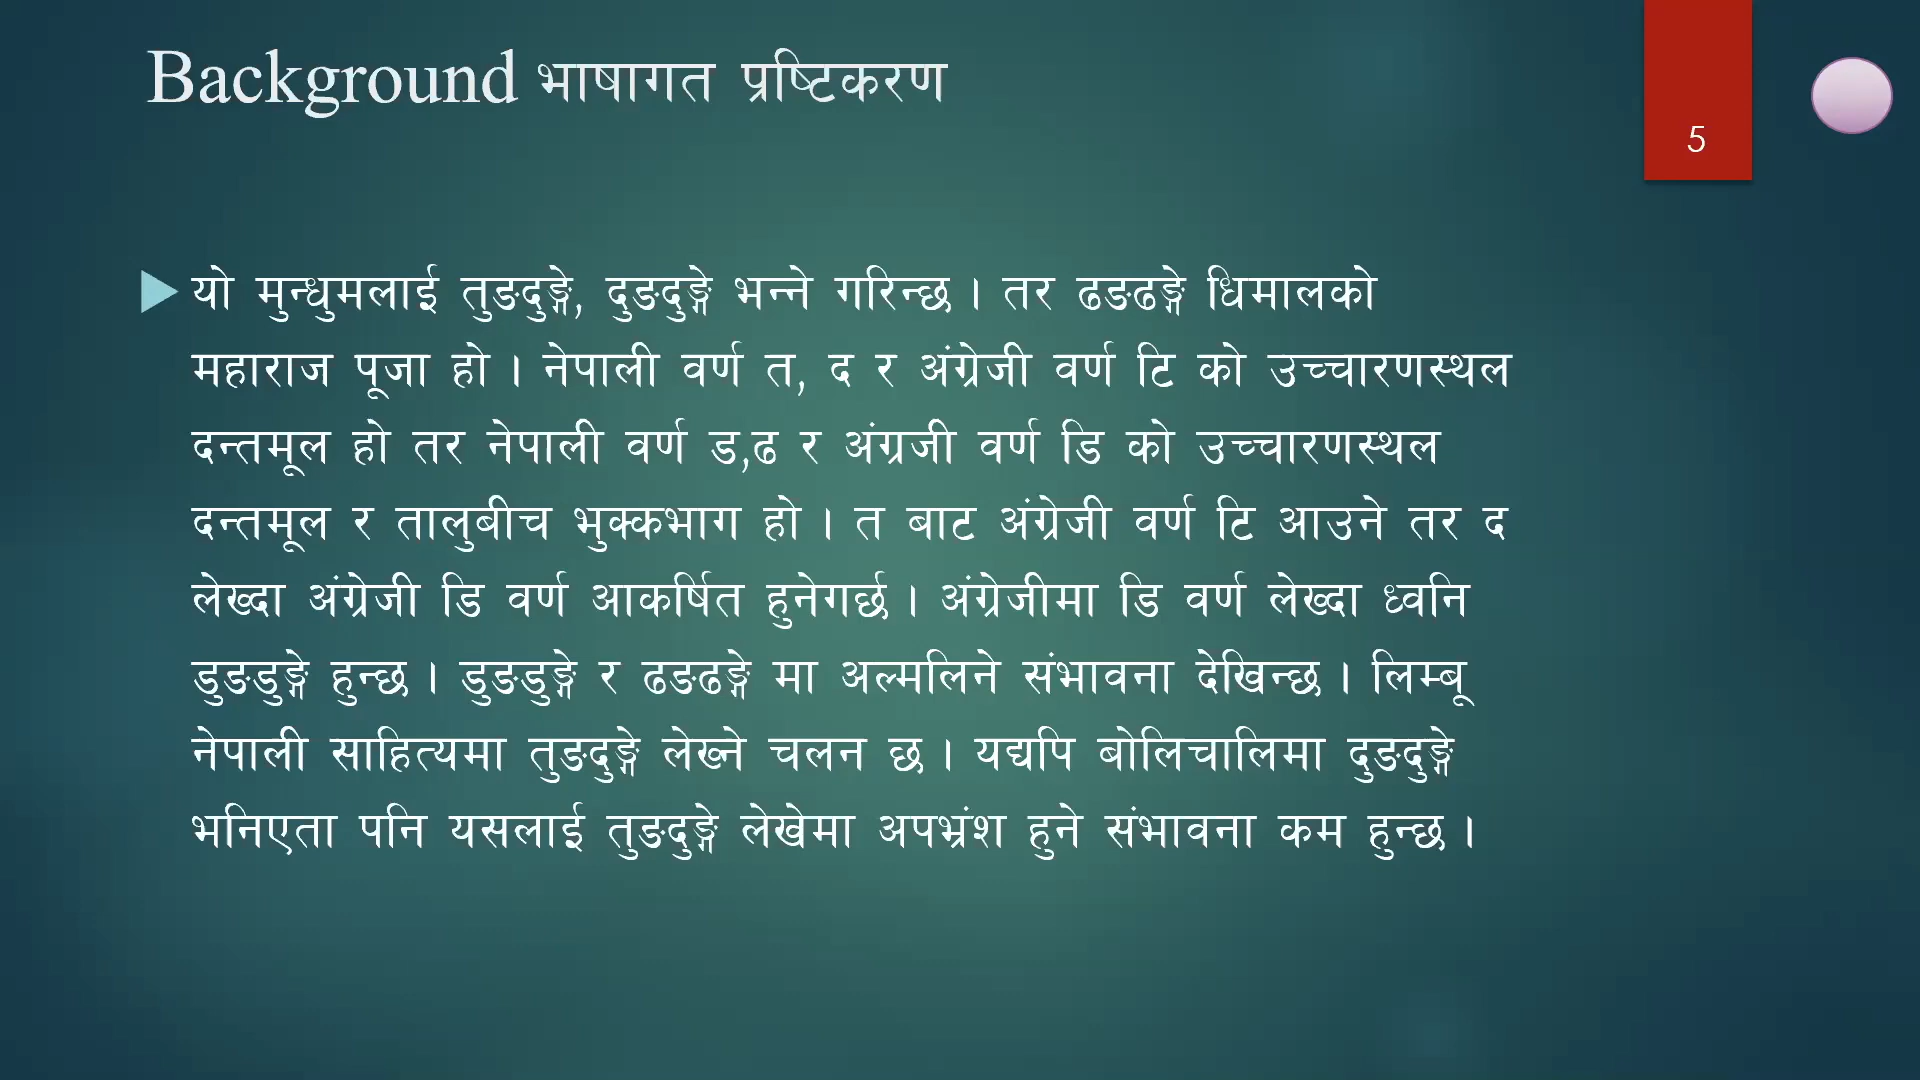 Background भाषागत प्रष्टिकरण
5
यो मुन्धुमलाई तुङदुङ्गे, दुङदुङ्गे भन्ने गरिन्छ । तर ढङढङ्गे धिमालको
महाराज पूजा हो । नेपाली वर्ण त, द र अंग्रेजी वर्ण टि को उच्चारणस्थल
दन्तमूल हो तर नेपाली वर्ण ड,ढ र अंग्रजी वर्ण डि को उच्चारणस्थल
दन्तमूल र तालुबीच भुक्कभाग हो । त बाट अंग्रेजी वर्ण टि आउने तर द
लेख्दा अंग्रेजी डि वर्ण आकर्षित हुनेगर्छ । अंग्रेजीमा डि वर्ण लेख्दा ध्वनि
डुङडुङ्गे हुन्छ । डुङडुङ्गे र ढङढङ्गे मा अल्मलिने संभावना देखिन्छ । लिम्बू
नेपाली साहित्यमा तुङदुङ्गे लेख्ने चलन छ । यद्यपि बोलिचालिमा दुङदुङ्गे
भनिएता पनि यसलाई तुङदुङ्गे लेखेमा अपभ्रंश हुने संभावना कम हुन्छ ।